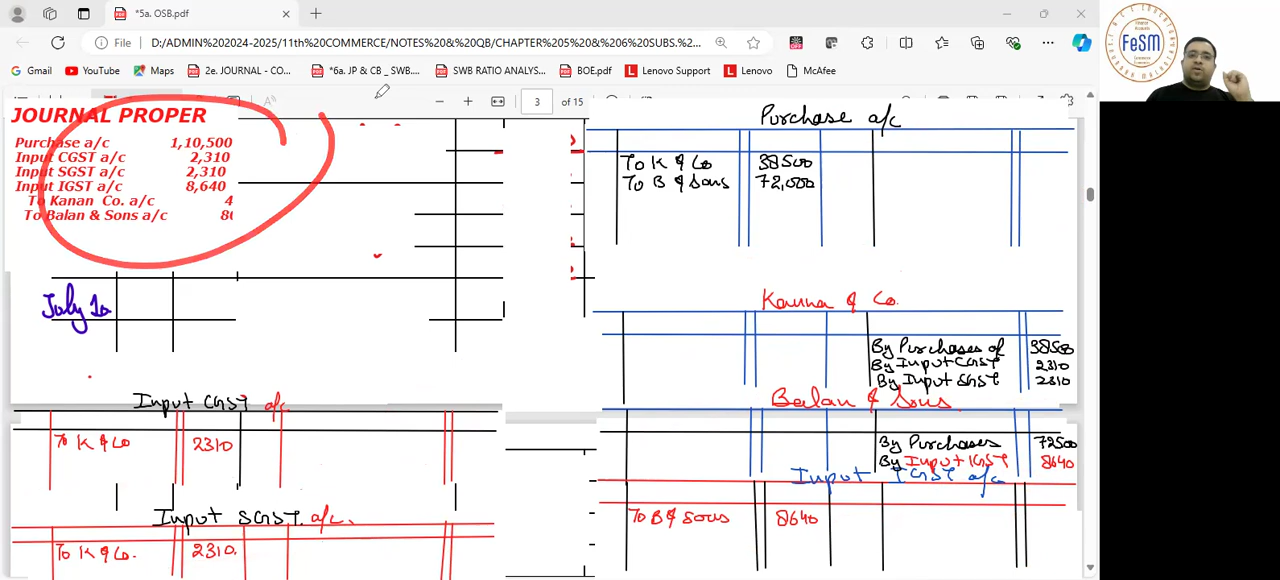 *5a. OSB.pdf
File
D:/ADMIN%202024-2025/11th%20COMMERCE/NOTES%20&%20QB/CHAPTER%205%20&%206%20SUBS.%2...
Gmail
YouTube
Maps
2e. JOURNAL - CO...
*6a. JP & CB _ SWB....
SWB RATIO ANALYS...
BOE.pdf
Lenovo Support
Lenovo
McAfee
FeSM
3 of 15
JOURNAL PROPER
Purchase a/c 1,10,500
Input CGST a/c 2,310
Input SGST a/c 2,310
Input IGST a/c 8,640
To Kanan Co. a/c 4
To Balan & Sons a/c 80
July 10
Purchase a/c
To K & Co 38500
To B & Sons 72,000
Kanna & Co.
By Purchases of 38500
By Input CGST 2310
By Input SGST 2310
Balan & Sons
By Purchases 72500
By Input IGST 8640
Input IGST a/c
To B & Sons 8640
Input CGST a/c
To K & Co 2310
Input SGST a/c.
To K & Co. 2310.